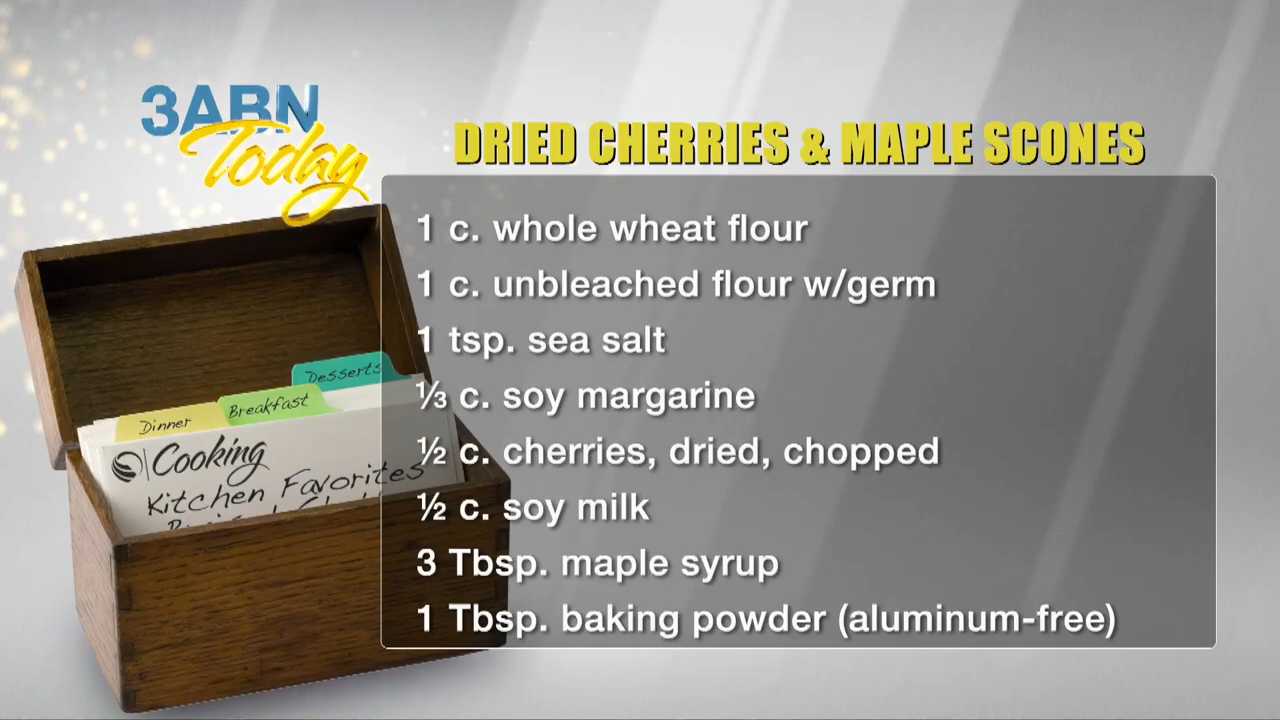 3ABN
Today
DRIED CHERRIES & MAPLE SCONES
1 c. whole wheat flour
1 c. unbleached flour w/germ
1 tsp. sea salt
⅓ c. soy margarine
½ c. cherries, dried, chopped
½ c. soy milk
3 Tbsp. maple syrup
1 Tbsp. baking powder (aluminum-free)
Desserts
Breakfast
Dinner
Cooking
Kitchen Favorites